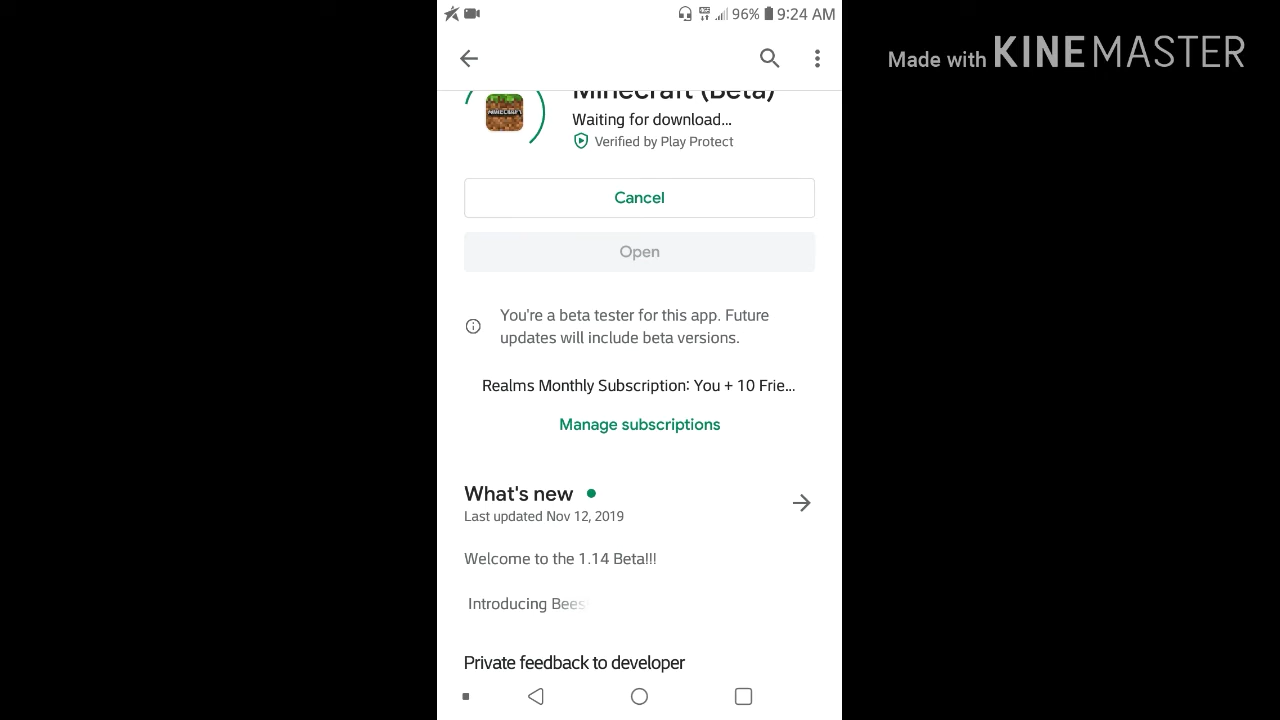 96% 9:24 AM
Made with KINEMASTER
Minecraft (Beta)
Waiting for download...
Verified by Play Protect
Cancel
Open
You're a beta tester for this app. Future
updates will include beta versions.
Realms Monthly Subscription: You + 10 Frie...
Manage subscriptions
What's new
Last updated Nov 12, 2019
Welcome to the 1.14 Beta!!!
Introducing Bees
Private feedback to developer